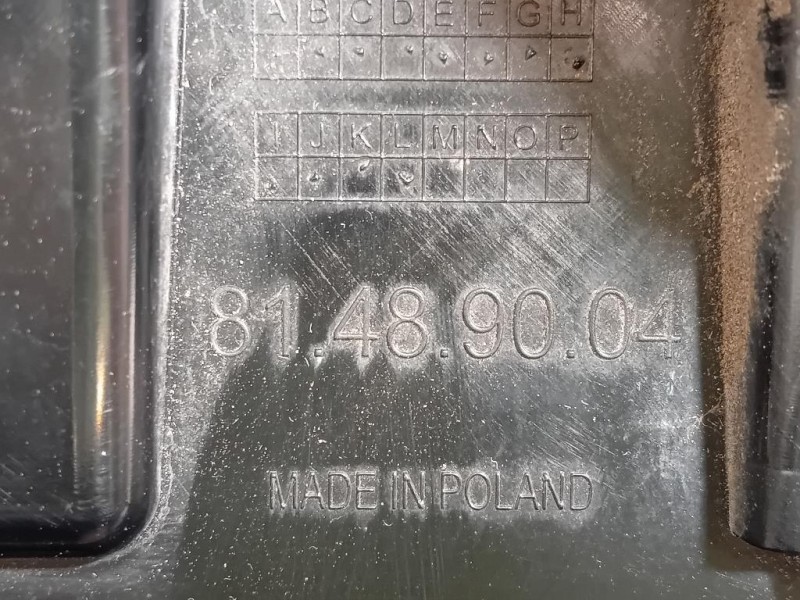 A B C D E F G H
I J K L M N O P
81.48.90.04
MADE IN POLAND